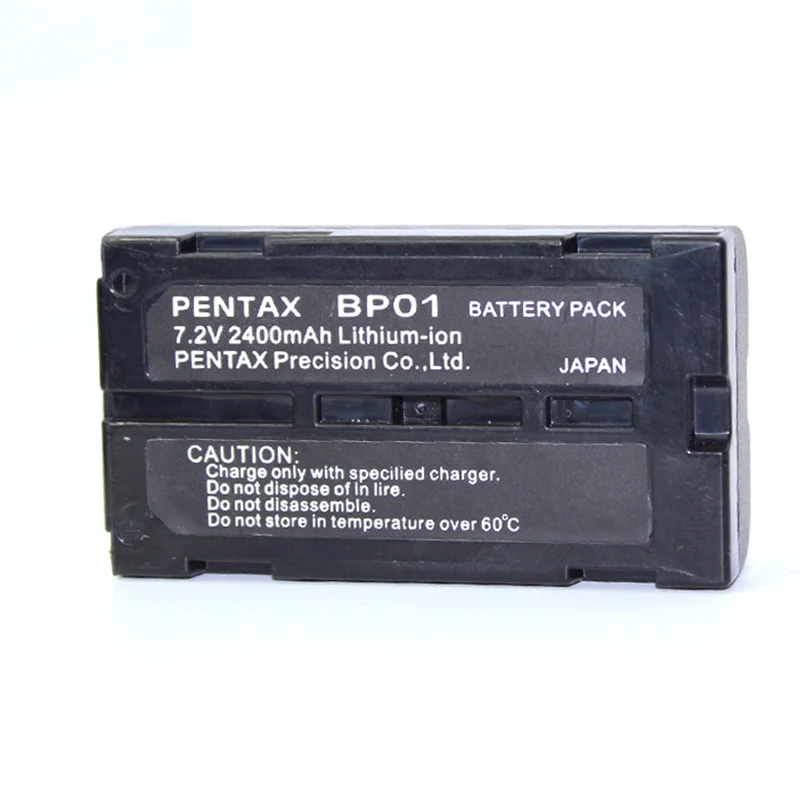 PENTAX BP01 BATTERY PACK
7.2V 2400mAh Lithium-ion
PENTAX Precision Co.,Ltd. JAPAN
CAUTION:
Charge only with specified charger.
Do not dispose of In lire.
Do not disassemble.
Do not store in temperature over 60°C